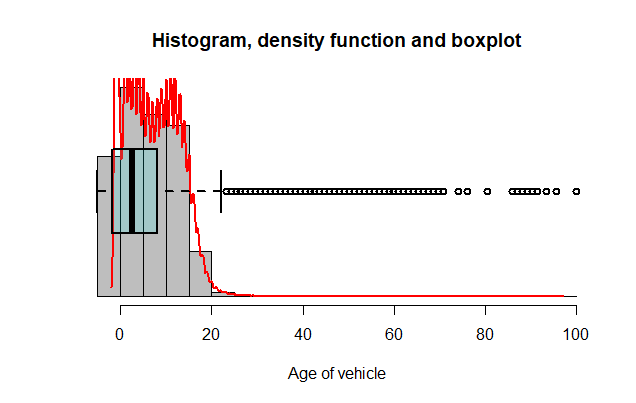 Histogram, density function and boxplot
0 20 40 60 80 100
Age of vehicle